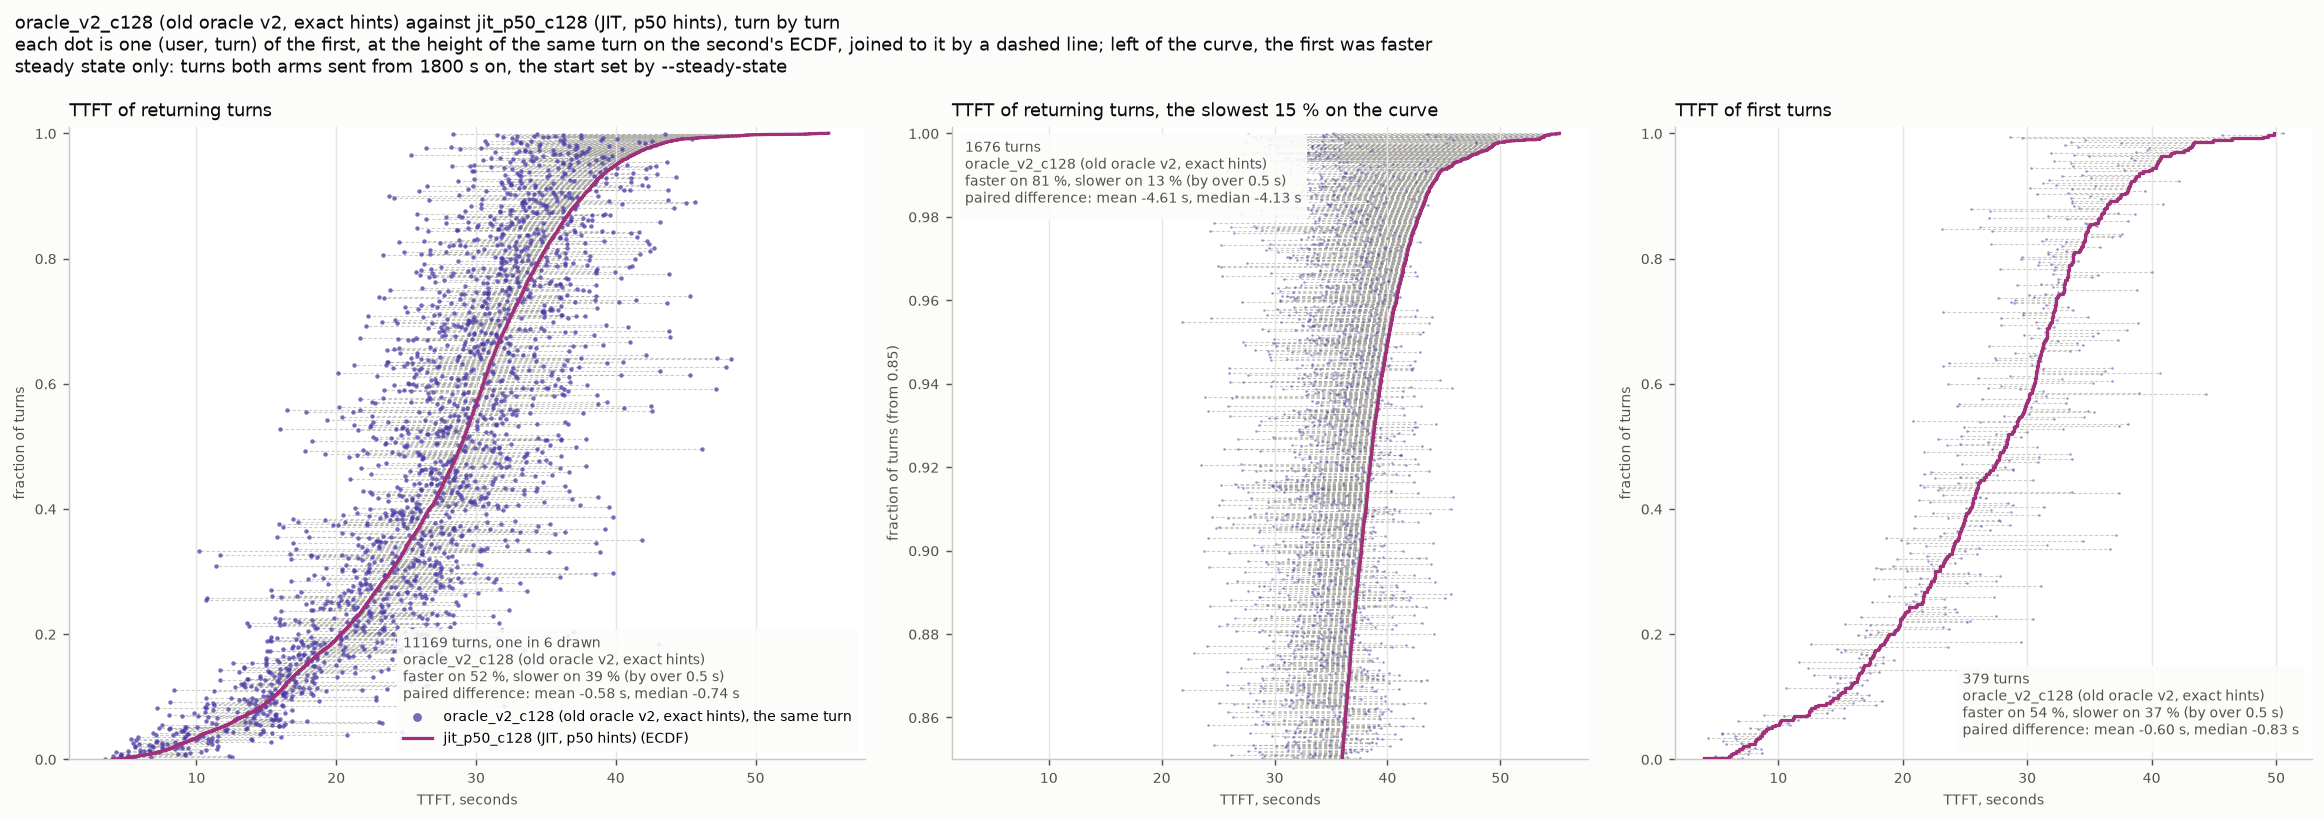 oracle_v2_c128 (old oracle v2, exact hints) against jit_p50_c128 (JIT, p50 hints), turn by turn
each dot is one (user, turn) of the first, at the height of the same turn on the second's ECDF, joined to it by a dashed line; left of the curve, the first was faster
steady state only: turns both arms sent from 1800 s on, the start set by --steady-state
TTFT of returning turns
1.0
0.8
0.6
0.4
0.2
0.0
fraction of turns
11169 turns, one in 6 drawn
oracle_v2_c128 (old oracle v2, exact hints)
faster on 52 %, slower on 39 % (by over 0.5 s)
paired difference: mean -0.58 s, median -0.74 s
oracle_v2_c128 (old oracle v2, exact hints), the same turn
jit_p50_c128 (JIT, p50 hints) (ECDF)
10 20 30 40 50
TTFT, seconds
TTFT of returning turns, the slowest 15 % on the curve
1.00
0.98
0.96
0.94
0.92
0.90
0.88
0.86
fraction of turns (from 0.85)
1676 turns
oracle_v2_c128 (old oracle v2, exact hints)
faster on 81 %, slower on 13 % (by over 0.5 s)
paired difference: mean -4.61 s, median -4.13 s
10 20 30 40 50
TTFT, seconds
TTFT of first turns
1.0
0.8
0.6
0.4
0.2
0.0
fraction of turns
379 turns
oracle_v2_c128 (old oracle v2, exact hints)
faster on 54 %, slower on 37 % (by over 0.5 s)
paired difference: mean -0.60 s, median -0.83 s
10 20 30 40 50
TTFT, seconds